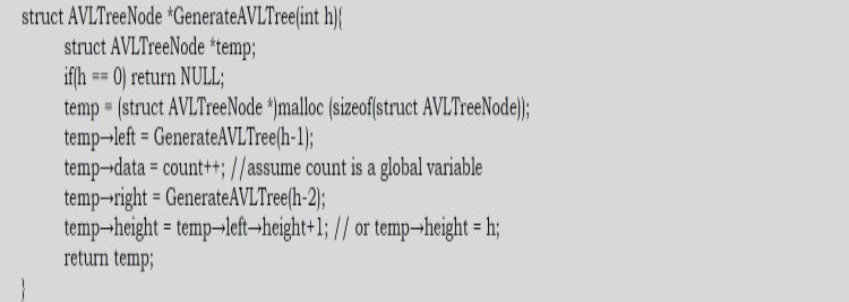 struct AVLTreeNode *GenerateAVLTree(int h){
struct AVLTreeNode *temp;
if(h == 0) return NULL;
temp = (struct AVLTreeNode *)malloc (sizeof(struct AVLTreeNode));
temp→left = GenerateAVLTree(h-1);
temp→data = count++; //assume count is a global variable
temp→right = GenerateAVLTree(h-2);
temp→height = temp→left→height+1; // or temp→height = h;
return temp;
}